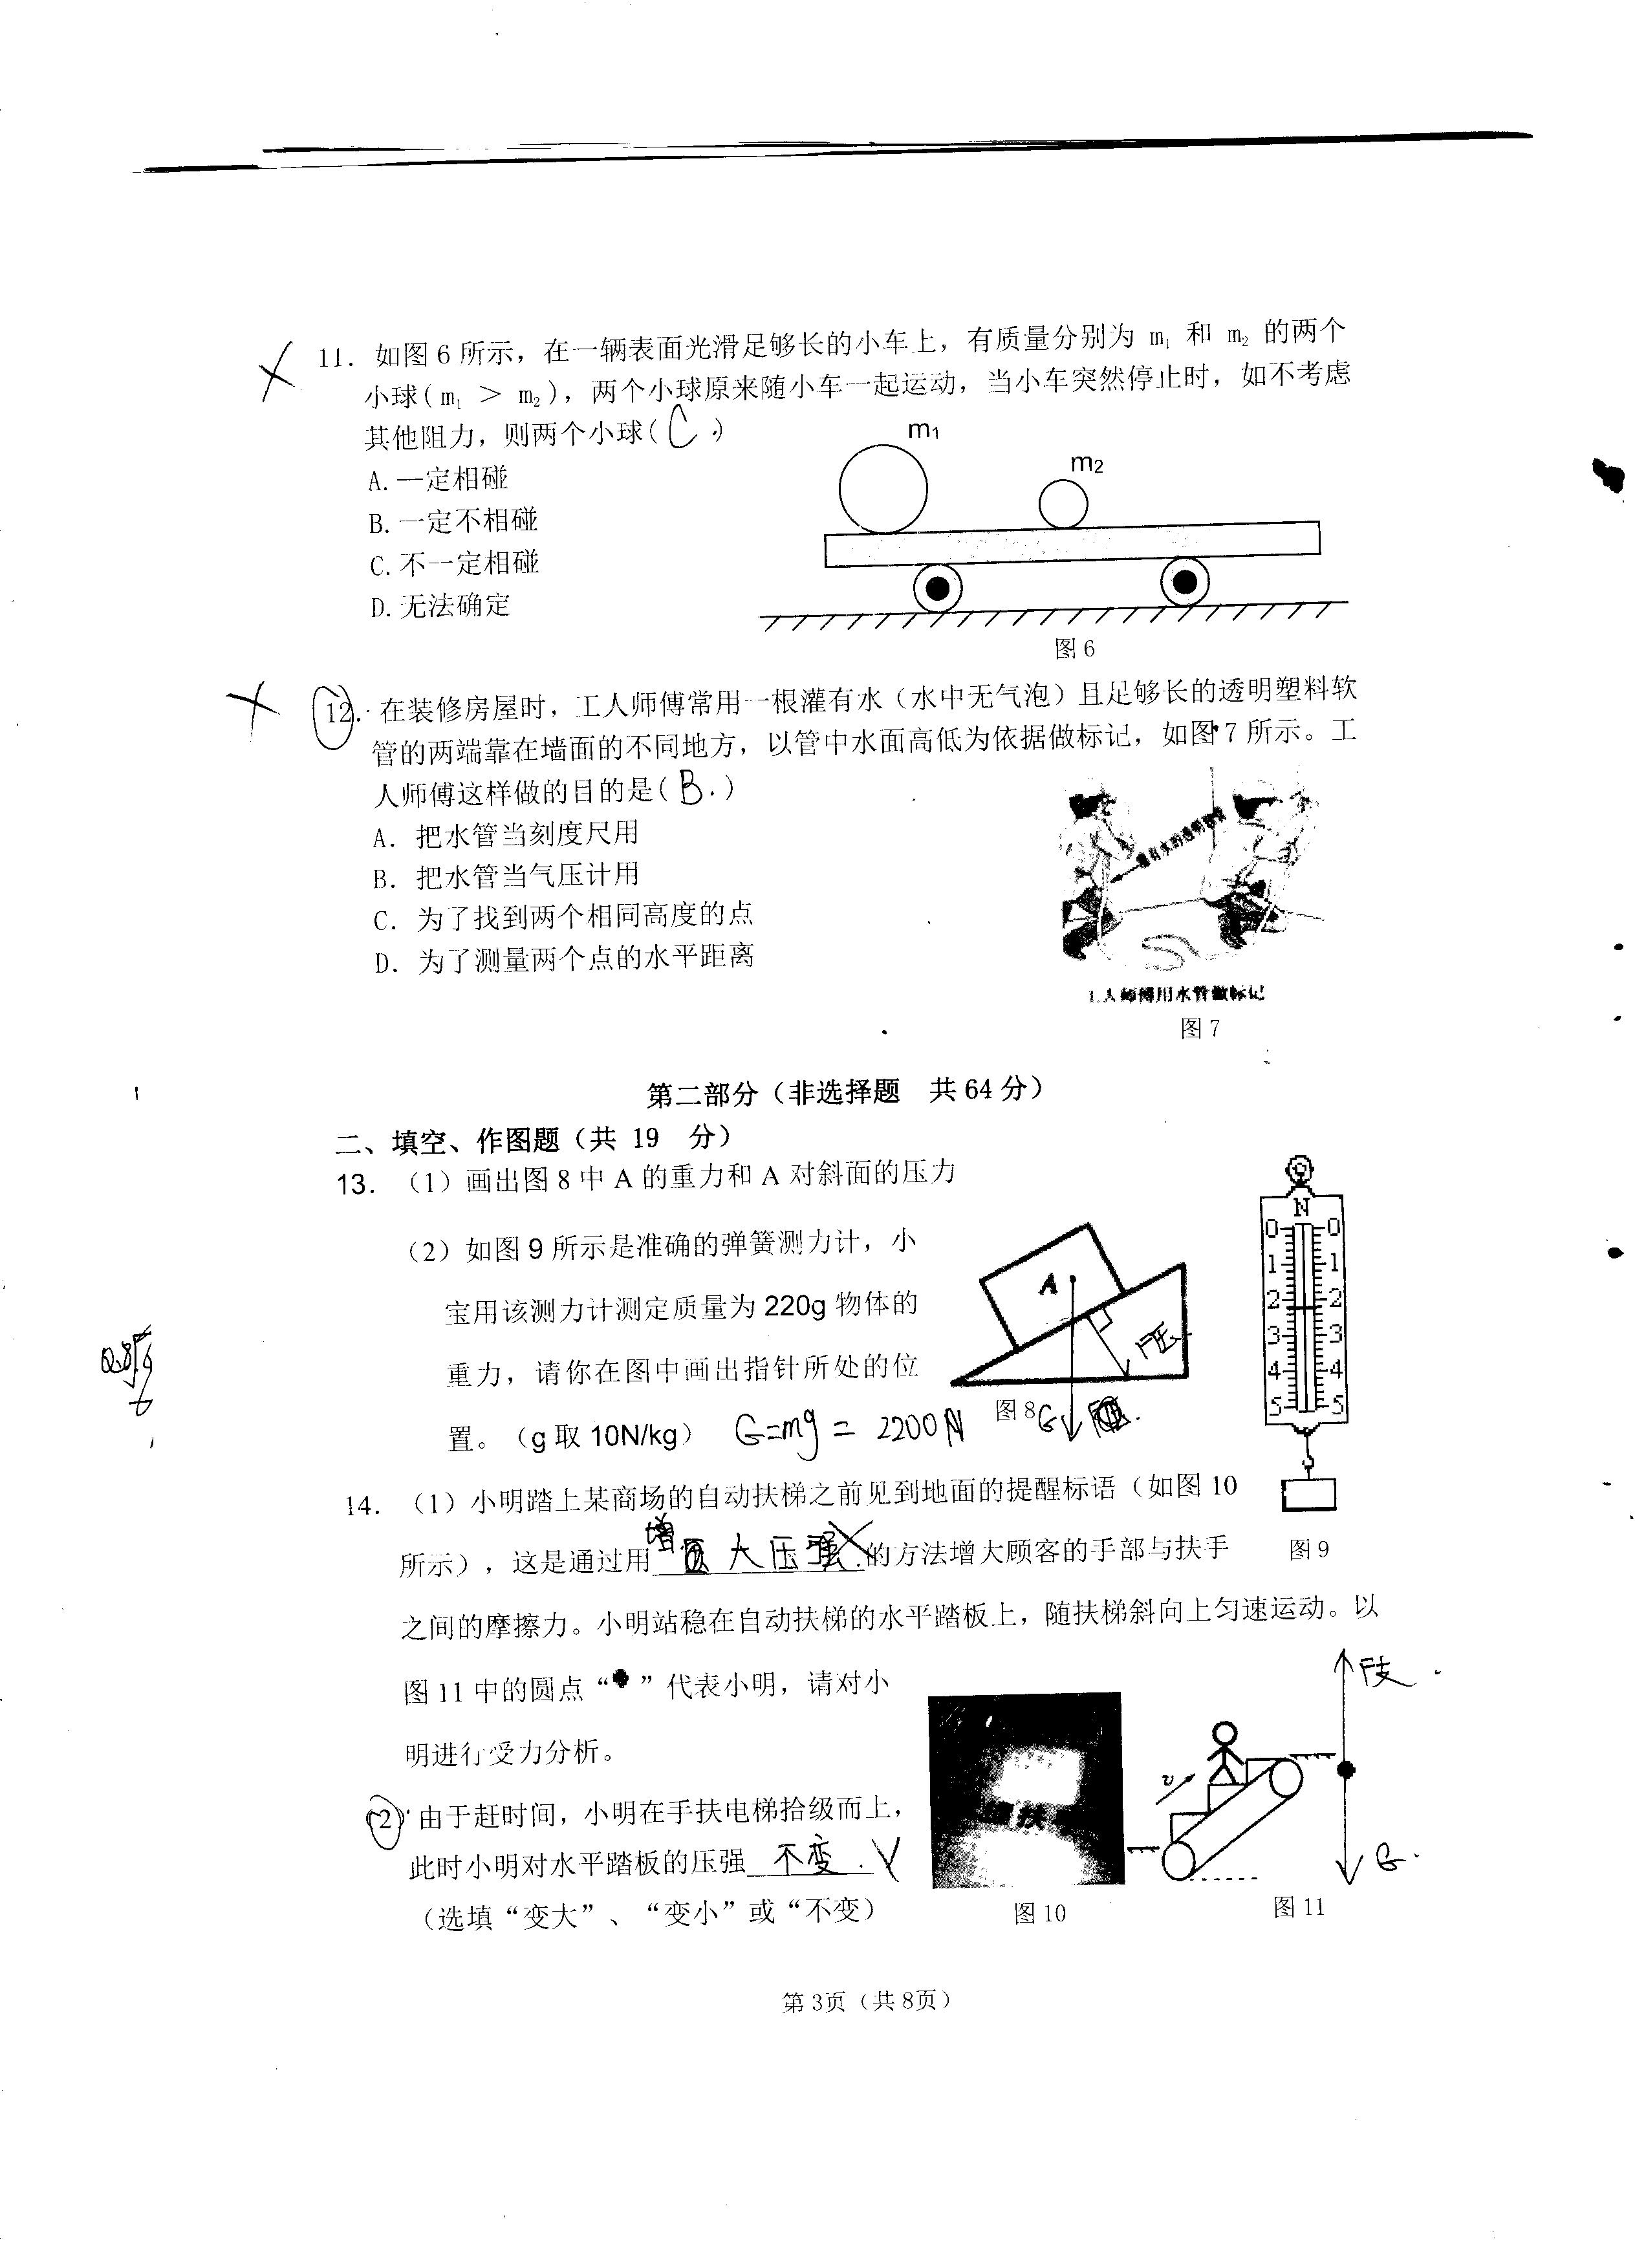 11. 如图 6 所示，在一辆表面光滑足够长的小车上，有质量分别为 m₁ 和 m₂ 的两个
小球( m₁ > m₂ )，两个小球原来随小车一起运动，当小车突然停止时，如不考虑
其他阻力，则两个小球( C )
A. 一定相碰
B. 一定不相碰
C. 不一定相碰
D. 无法确定
m1
m2
图 6
12. 在装修房屋时，工人师傅常用一根灌有水（水中无气泡）且足够长的透明塑料软
管的两端靠在墙面的不同地方，以管中水面高低为依据做标记，如图 7 所示。工
人师傅这样做的目的是( B. )
A. 把水管当刻度尺用
B. 把水管当气压计用
C. 为了找到两个相同高度的点
D. 为了测量两个点的水平距离
灌有水的透明塑料管
工人师傅用水管做标记
图 7
第二部分（非选择题 共 64 分）
二、填空、作图题（共 19 分）
13. （1）画出图 8 中 A 的重力和 A 对斜面的压力
（2）如图 9 所示是准确的弹簧测力计，小
宝用该测力计测定质量为 220g 物体的
重力，请你在图中画出指针所处的位
置。（g 取 10N/kg） G=mg = 2200N
A
F压
图 8
G
N
0 0
1 1
2 2
3 3
4 4
5 5
图 9
14. （1）小明踏上某商场的自动扶梯之前见到地面的提醒标语（如图 10
所示），这是通过用 增大压强 的方法增大顾客的手部与扶手
之间的摩擦力。小明站稳在自动扶梯的水平踏板上，随扶梯斜向上匀速运动。以
图 11 中的圆点“●”代表小明，请对小
明进行受力分析。
（2）由于赶时间，小明在手扶电梯拾级而上，
此时小明对水平踏板的压强 不变.
（选填“变大”、“变小”或“不变）
图 10
v
F支
G
图 11
第 3页（共 8页）